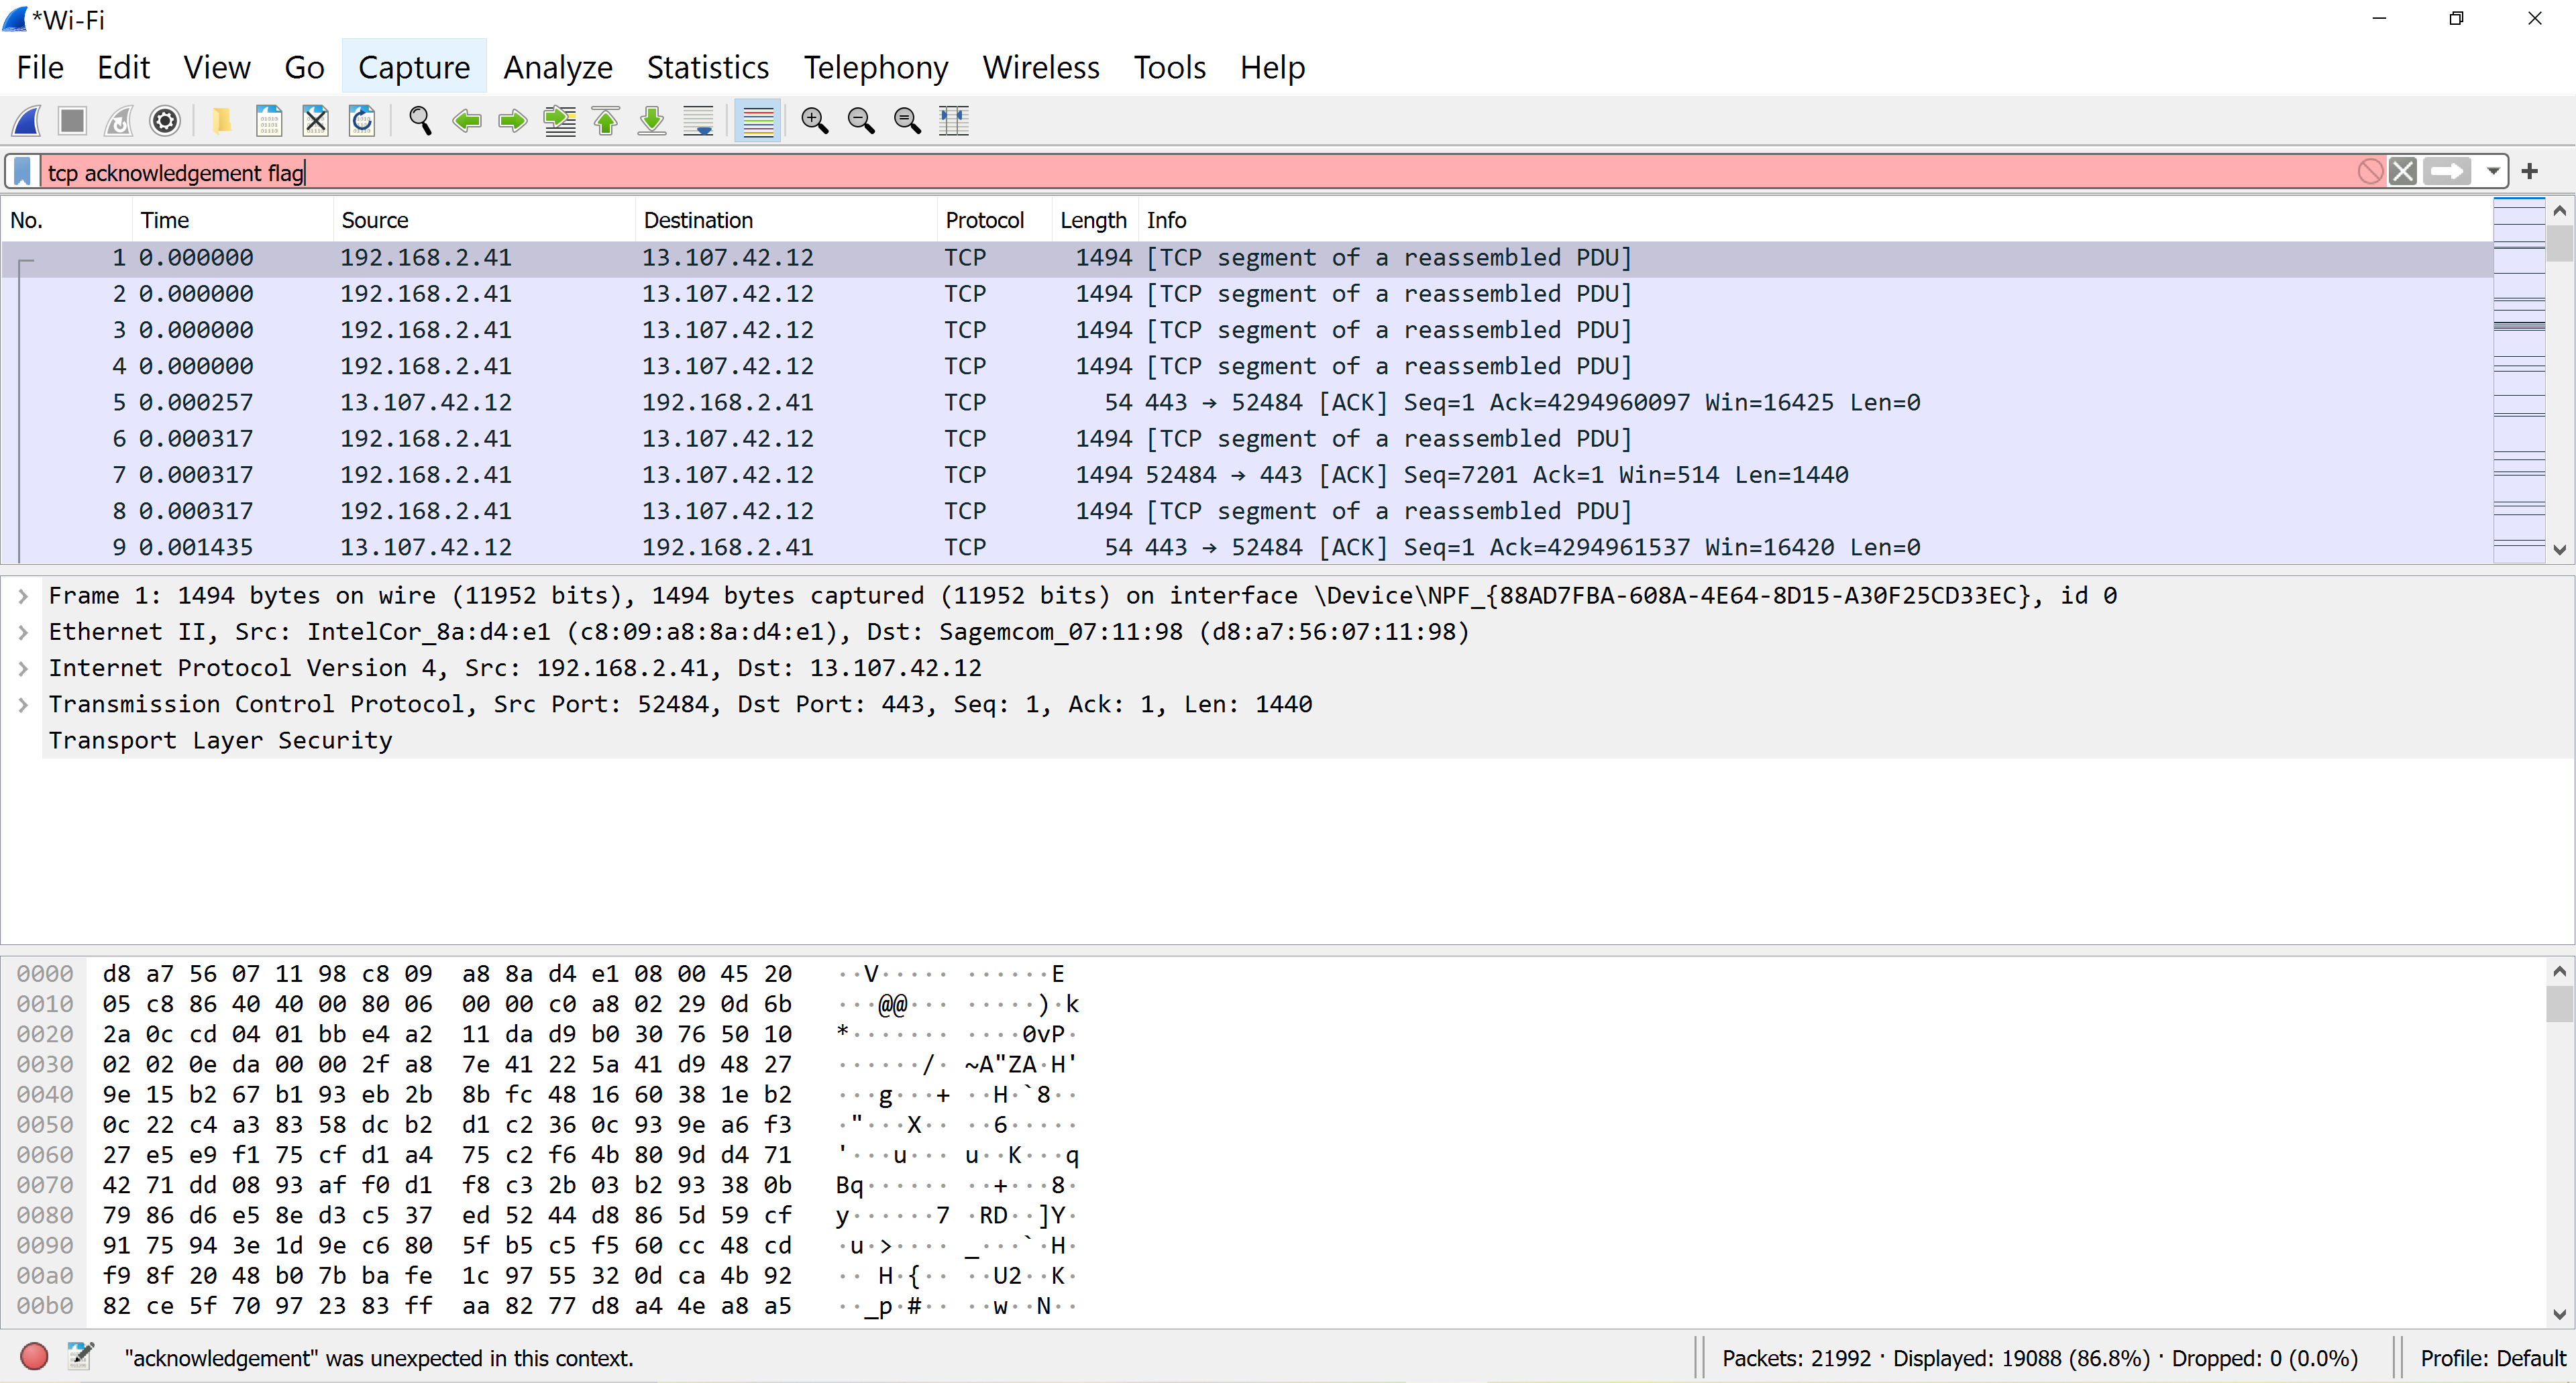 *Wi-Fi
File Edit View Go Capture Analyze Statistics Telephony Wireless Tools Help
tcp acknowledgement flag
No. Time Source Destination Protocol Length Info
1 0.000000 192.168.2.41 13.107.42.12 TCP 1494 [TCP segment of a reassembled PDU]
2 0.000000 192.168.2.41 13.107.42.12 TCP 1494 [TCP segment of a reassembled PDU]
3 0.000000 192.168.2.41 13.107.42.12 TCP 1494 [TCP segment of a reassembled PDU]
4 0.000000 192.168.2.41 13.107.42.12 TCP 1494 [TCP segment of a reassembled PDU]
5 0.000257 13.107.42.12 192.168.2.41 TCP 54 443 → 52484 [ACK] Seq=1 Ack=4294960097 Win=16425 Len=0
6 0.000317 192.168.2.41 13.107.42.12 TCP 1494 [TCP segment of a reassembled PDU]
7 0.000317 192.168.2.41 13.107.42.12 TCP 1494 52484 → 443 [ACK] Seq=7201 Ack=1 Win=514 Len=1440
8 0.000317 192.168.2.41 13.107.42.12 TCP 1494 [TCP segment of a reassembled PDU]
9 0.001435 13.107.42.12 192.168.2.41 TCP 54 443 → 52484 [ACK] Seq=1 Ack=4294961537 Win=16420 Len=0
Frame 1: 1494 bytes on wire (11952 bits), 1494 bytes captured (11952 bits) on interface \Device\NPF_{88AD7FBA-608A-4E64-8D15-A30F25CD33EC}, id 0
Ethernet II, Src: IntelCor_8a:d4:e1 (c8:09:a8:8a:d4:e1), Dst: Sagemcom_07:11:98 (d8:a7:56:07:11:98)
Internet Protocol Version 4, Src: 192.168.2.41, Dst: 13.107.42.12
Transmission Control Protocol, Src Port: 52484, Dst Port: 443, Seq: 1, Ack: 1, Len: 1440
Transport Layer Security
0000 d8 a7 56 07 11 98 c8 09 a8 8a d4 e1 08 00 45 20 ··V····· ······E
0010 05 c8 86 40 40 00 80 06 00 00 c0 a8 02 29 0d 6b ···@@··· ·····)·k
0020 2a 0c cd 04 01 bb e4 a2 11 da d9 b0 30 76 50 10 *······· ····0vP·
0030 02 02 0e da 00 00 2f a8 7e 41 22 5a 41 d9 48 27 ······/· ~A"ZA·H'
0040 9e 15 b2 67 b1 93 eb 2b 8b fc 48 16 60 38 1e b2 ···g···+ ··H·`8··
0050 0c 22 c4 a3 83 58 dc b2 d1 c2 36 0c 93 9e a6 f3 ·"···X·· ··6·····
0060 27 e5 e9 f1 75 cf d1 a4 75 c2 f6 4b 80 9d d4 71 '···u··· u··K···q
0070 42 71 dd 08 93 af f0 d1 f8 c3 2b 03 b2 93 38 0b Bq······ ··+···8·
0080 79 86 d6 e5 8e d3 c5 37 ed 52 44 d8 86 5d 59 cf y······7 ·RD··]Y·
0090 91 75 94 3e 1d 9e c6 80 5f b5 c5 f5 60 cc 48 cd ·u·>···· _···`·H·
00a0 f9 8f 20 48 b0 7b ba fe 1c 97 55 32 0d ca 4b 92 ·· H·{·· ··U2··K·
00b0 82 ce 5f 70 97 23 83 ff aa 82 77 d8 a4 4e a8 a5 ··_p·#·· ··w··N··
"acknowledgement" was unexpected in this context. Packets: 21992 · Displayed: 19088 (86.8%) · Dropped: 0 (0.0%) Profile: Default